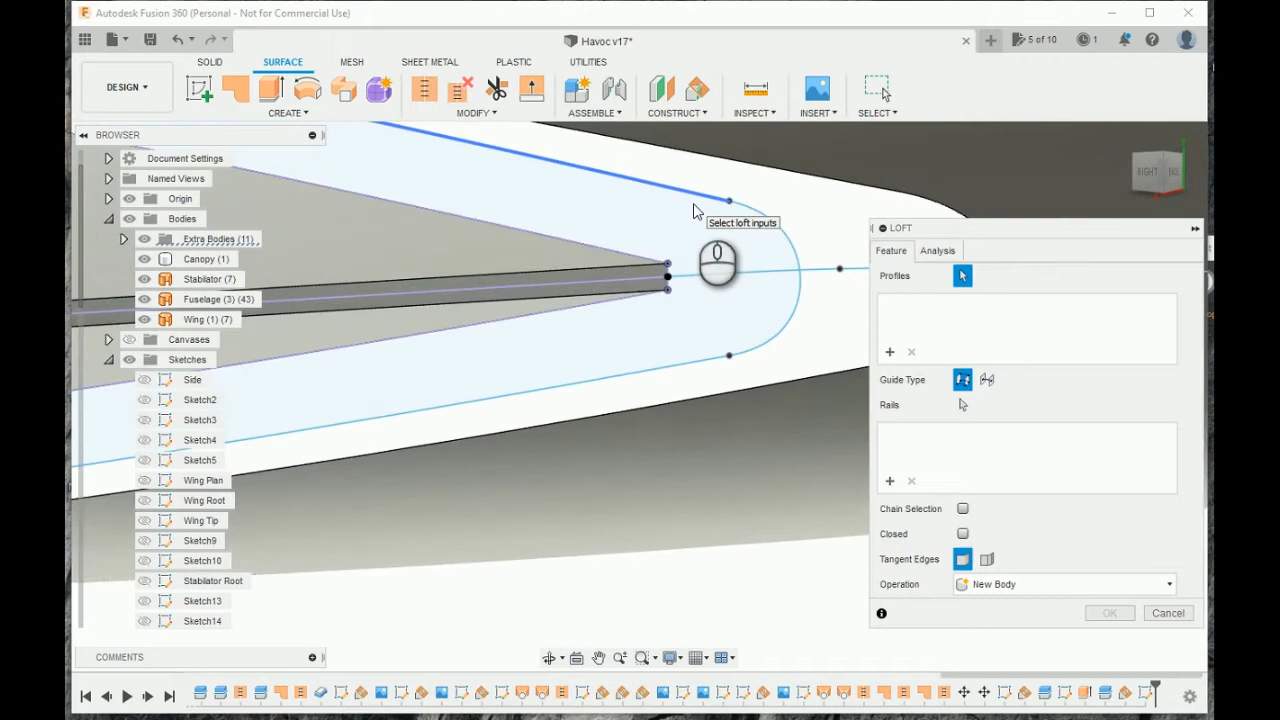 Autodesk Fusion 360 (Personal - Not for Commercial Use)
Havoc v17*
5 of 10
1
DESIGN
SOLID
SURFACE
MESH
SHEET METAL
PLASTIC
UTILITIES
CREATE
MODIFY
ASSEMBLE
CONSTRUCT
INSPECT
INSERT
SELECT
BROWSER
Document Settings
Named Views
Origin
Bodies
Extra Bodies (11)
Canopy (1)
Stabilator (7)
Fuselage (3) (43)
Wing (1) (7)
Canvases
Sketches
Side
Sketch2
Sketch3
Sketch4
Sketch5
Wing Plan
Wing Root
Wing Tip
Sketch9
Sketch10
Stabilator Root
Sketch13
Sketch14
COMMENTS
Select loft inputs
RIGHT
LOFT
Feature
Analysis
Profiles
Guide Type
Rails
Chain Selection
Closed
Tangent Edges
Operation
New Body
OK
Cancel